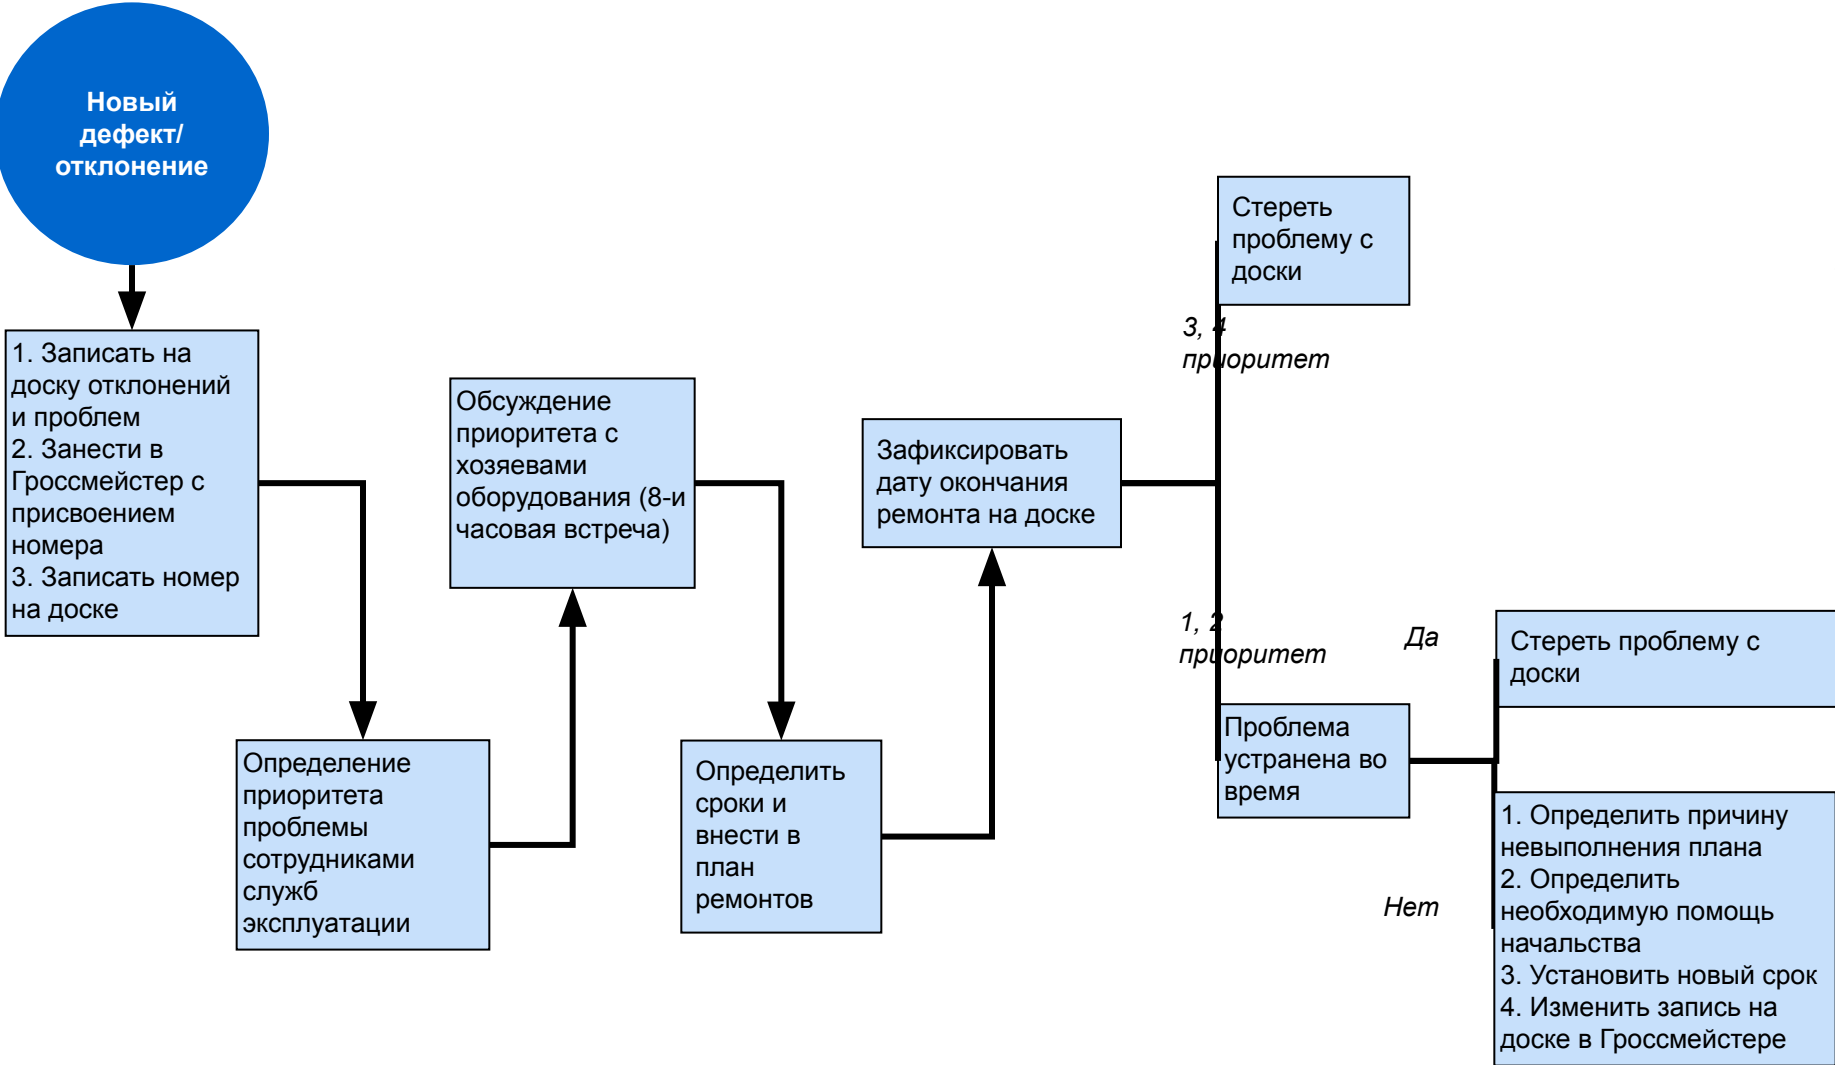 Новый
дефект/
отклонение
1. Записать на
доску отклонений
и проблем
2. Занести в
Гроссмейстер с
присвоением
номера
3. Записать номер
на доске
Определение
приоритета
проблемы
сотрудниками
служб
эксплуатации
Обсуждение
приоритета с
хозяевами
оборудования (8-и
часовая встреча)
Определить
сроки и
внести в
план
ремонтов
Зафиксировать
дату окончания
ремонта на доске
3, 4
приоритет
Стереть
проблему с
доски
1, 2
приоритет
Проблема
устранена во
время
Да
Стереть проблему с
доски
Нет
1. Определить причину
невыполнения плана
2. Определить
необходимую помощь
начальства
3. Установить новый срок
4. Изменить запись на
доске в Гроссмейстере